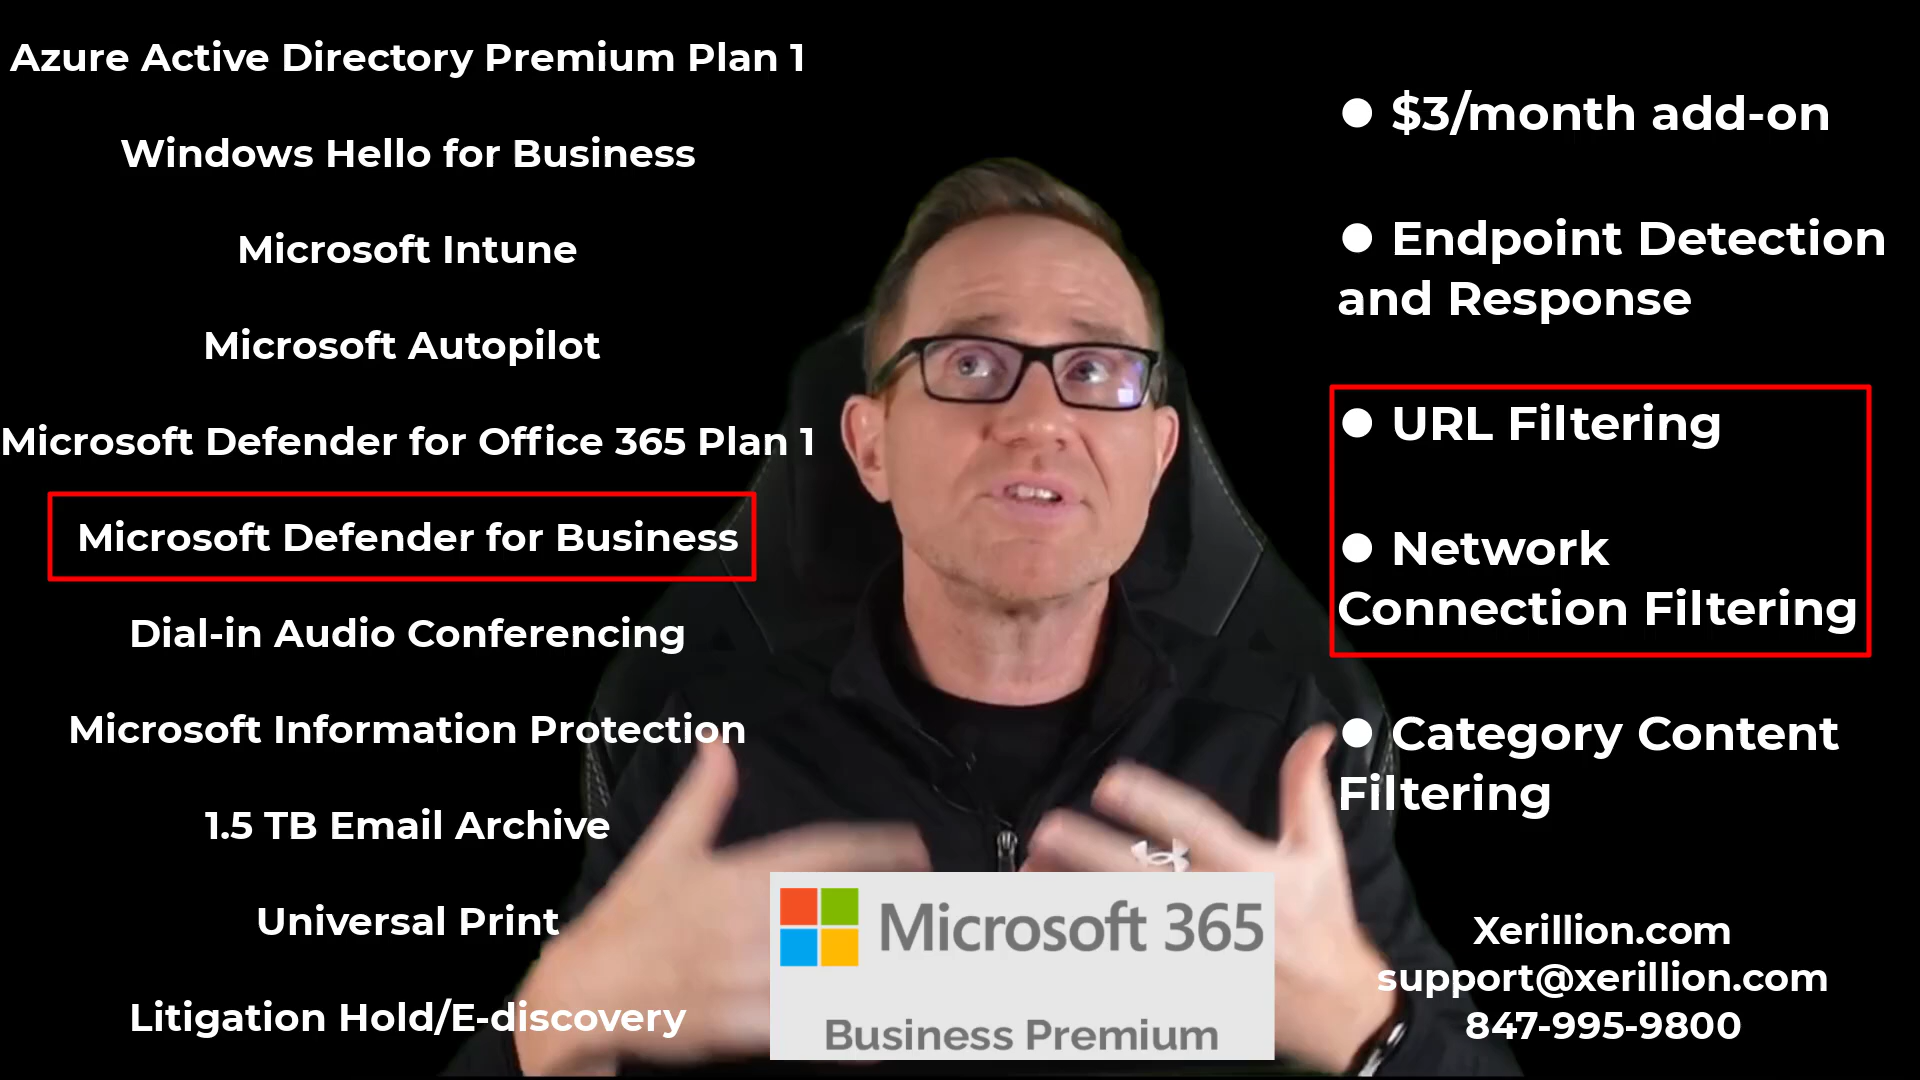 Azure Active Directory Premium Plan 1
Windows Hello for Business
Microsoft Intune
Microsoft Autopilot
Microsoft Defender for Office 365 Plan 1
Microsoft Defender for Business
Dial-in Audio Conferencing
Microsoft Information Protection
1.5 TB Email Archive
Universal Print
Litigation Hold/E-discovery
● $3/month add-on
● Endpoint Detection
and Response
● URL Filtering
● Network
Connection Filtering
● Category Content
Filtering
Microsoft 365
Business Premium
Xerillion.com
support@xerillion.com
847-995-9800